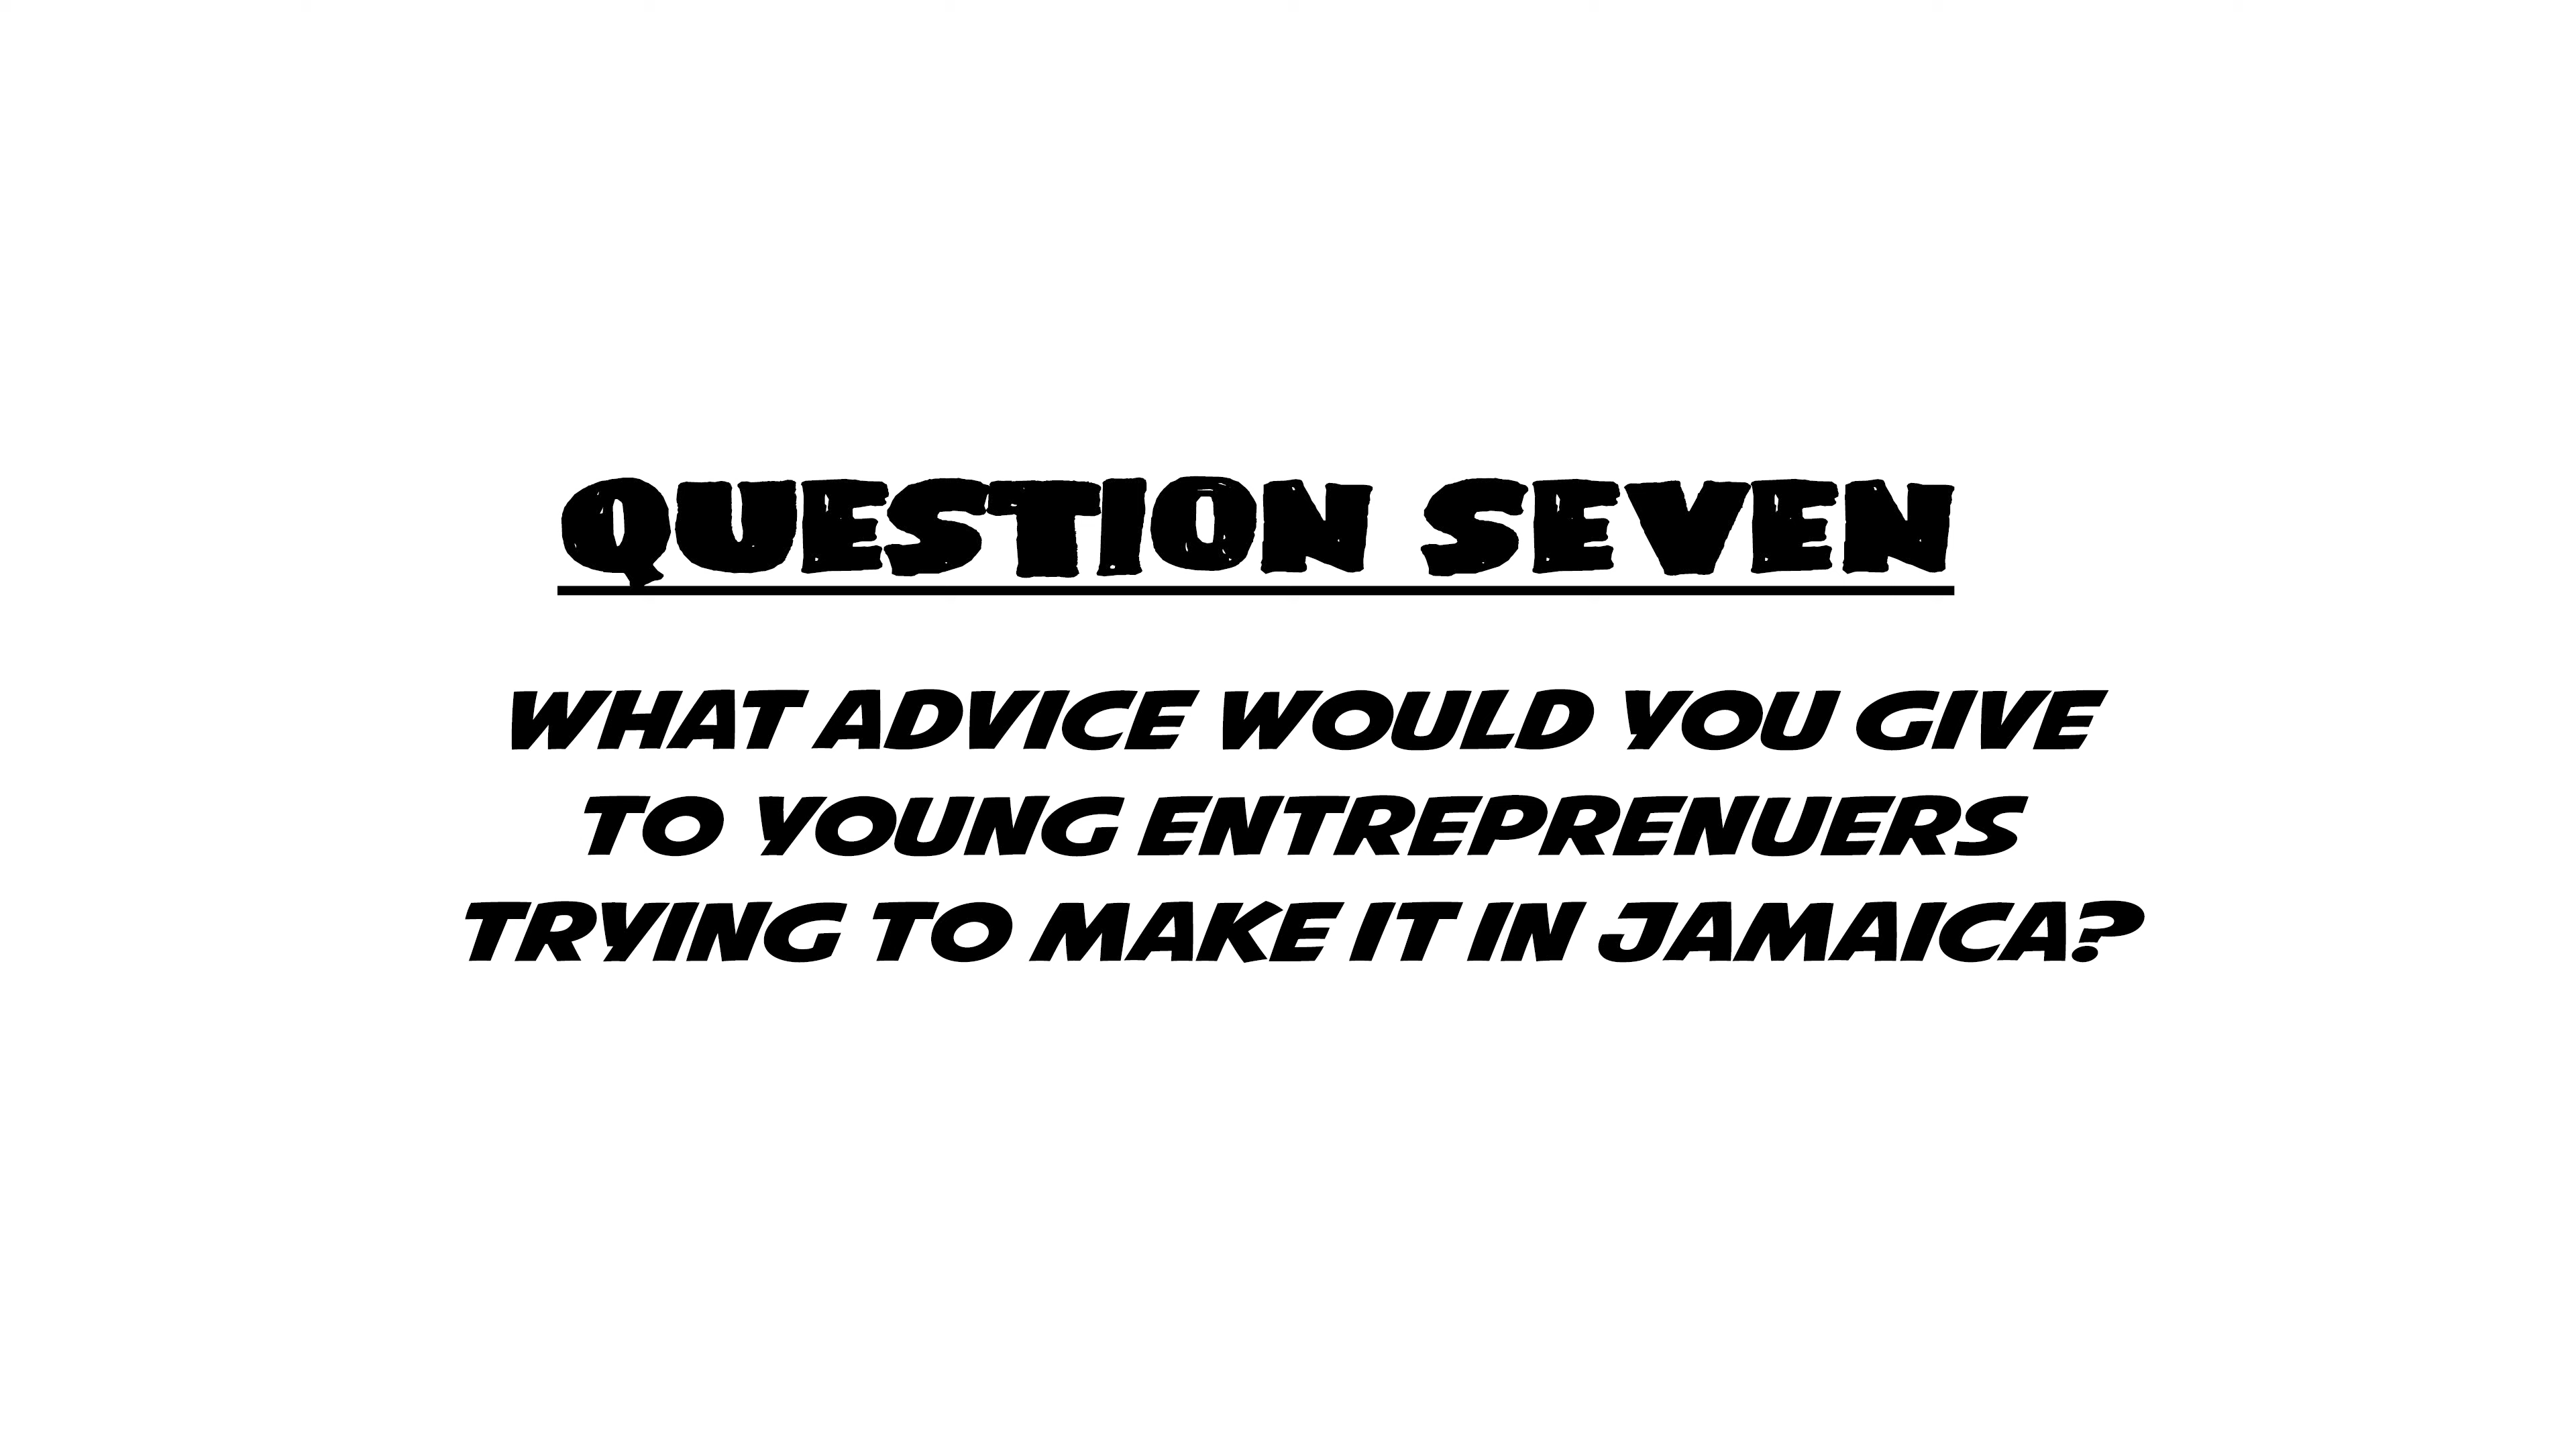 QUESTION SEVEN
WHAT ADVICE WOULD YOU GIVE
TO YOUNG ENTREPRENUERS
TRYING TO MAKE IT IN JAMAICA?